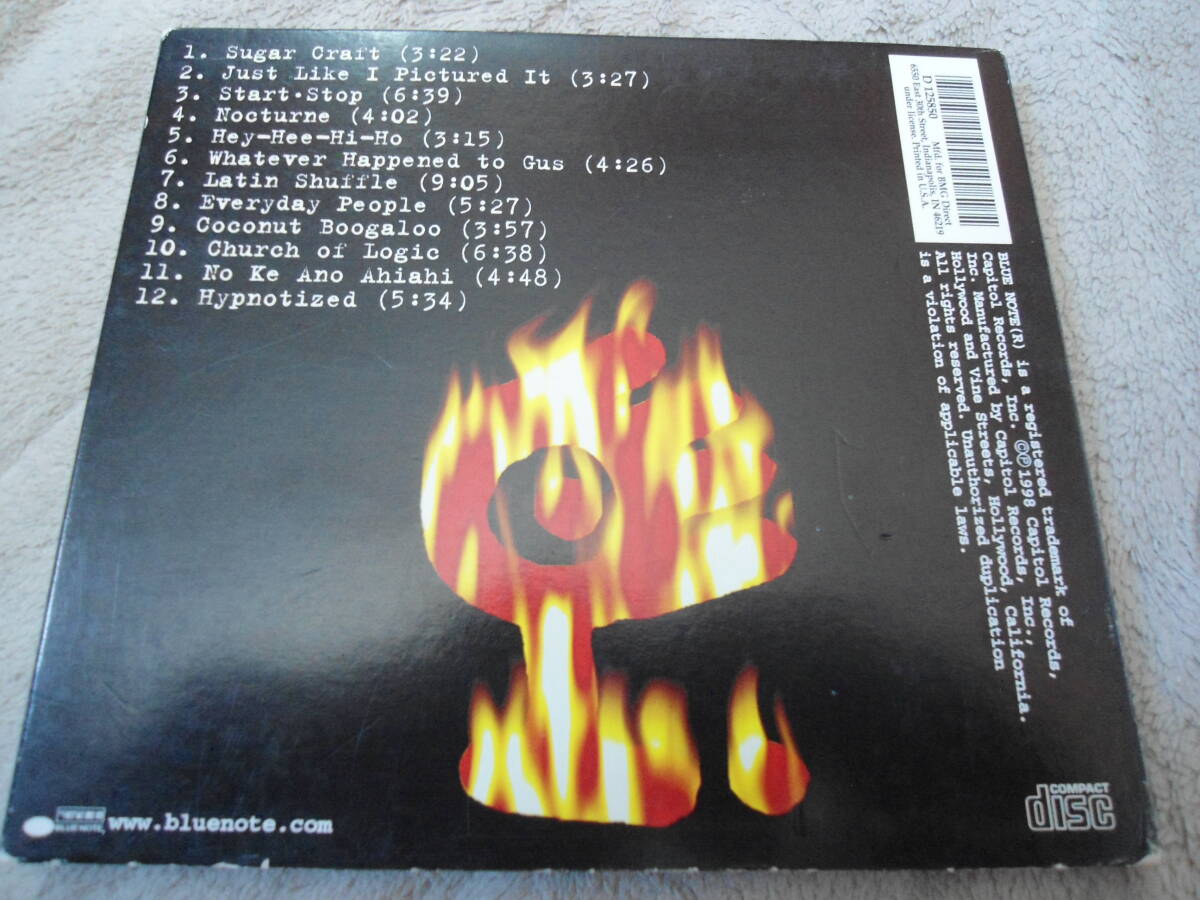 1. Sugar Craft (3:22)
2. Just Like I Pictured It (3:27)
3. Start•Stop (6:39)
4. Nocturne (4:02)
5. Hey-Hee-Hi-Ho (3:15)
6. Whatever Happened to Gus (4:26)
7. Latin Shuffle (9:05)
8. Everyday People (5:27)
9. Coconut Boogaloo (3:57)
10. Church of Logic (6:38)
11. No Ke Ano Ahiahi (4:48)
12. Hypnotized (5:34)
D 125850 Mfd. for BMG Direct
6550 East 30th Street, Indianapolis, IN 46219
under license. Printed in U.S.A.
BLUE NOTE(R) is a registered trademark of
Capitol Records, Inc. ©℗1998 Capitol Records,
Inc. Manufactured by Capitol Records, Inc.,
Hollywood and Vine Streets, Hollywood, California.
All rights reserved. Unauthorized duplication
is a violation of applicable laws.
BLUE NOTE
www.bluenote.com
COMPACT
disc